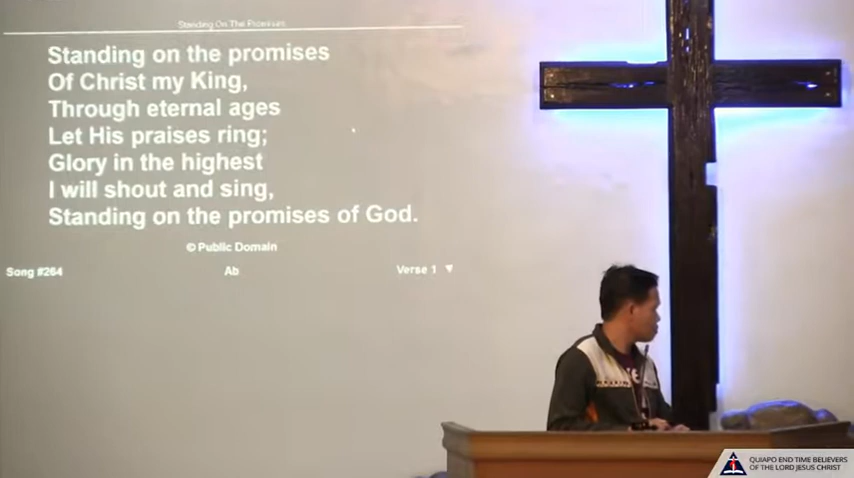 Standing On The Promises
Standing on the promises
Of Christ my King,
Through eternal ages
Let His praises ring;
Glory in the highest
I will shout and sing,
Standing on the promises of God.
© Public Domain
Song #264
Ab
Verse 1 ▼
QUIAPO END TIME BELIEVERS
OF THE LORD JESUS CHRIST